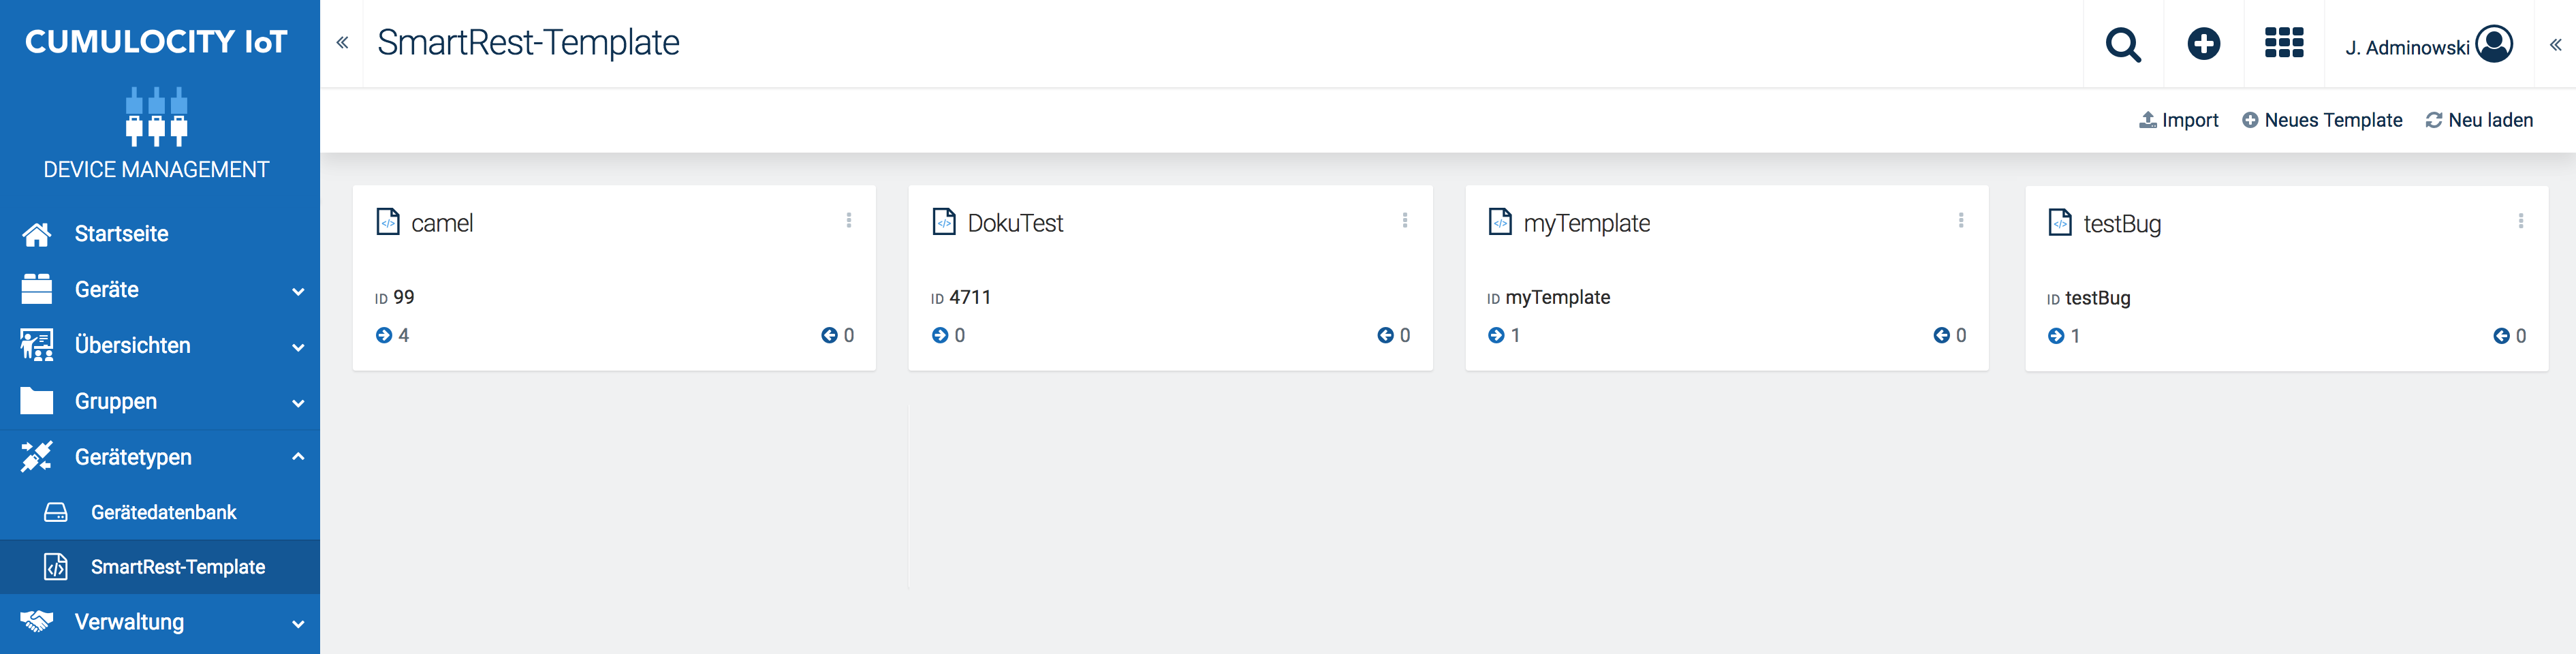 CUMULOCITY IoT
DEVICE MANAGEMENT
Startseite
Geräte
Übersichten
Gruppen
Gerätetypen
Gerätedatenbank
SmartRest-Template
Verwaltung
SmartRest-Template
J. Adminowski
Import
Neues Template
Neu laden
camel
ID 99
4
0
DokuTest
ID 4711
0
0
myTemplate
ID myTemplate
1
0
testBug
ID testBug
1
0